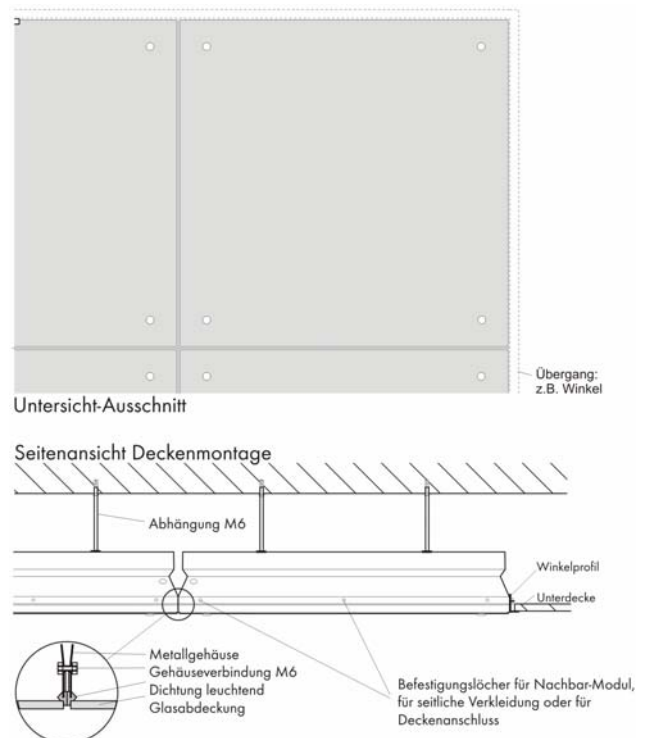 Übergang:
z.B. Winkel
Untersicht-Ausschnitt
Seitenansicht Deckenmontage
Abhängung M6
Winkelprofil
Unterdecke
Metallgehäuse
Gehäuseverbindung M6
Dichtung leuchtend
Glasabdeckung
Befestigungslöcher für Nachbar-Modul,
für seitliche Verkleidung oder für
Deckenanschluss